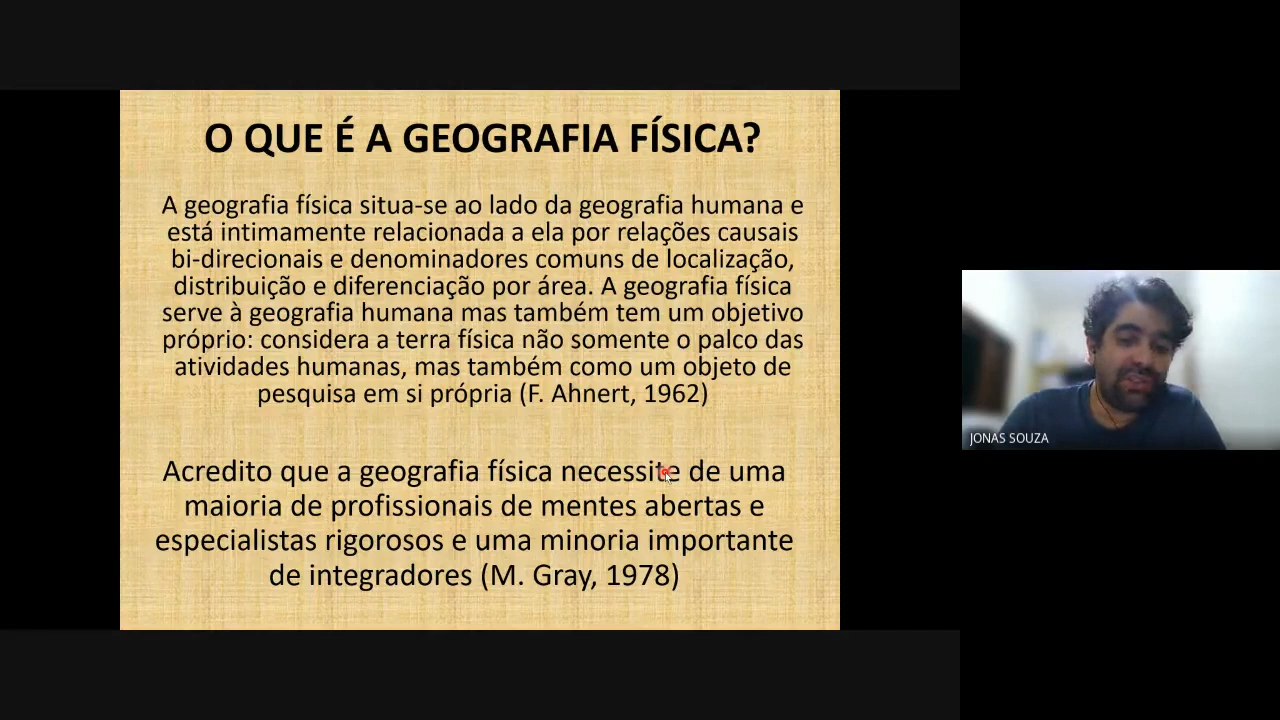 O QUE É A GEOGRAFIA FÍSICA?
A geografia física situa-se ao lado da geografia humana e
está intimamente relacionada a ela por relações causais
bi-direcionais e denominadores comuns de localização,
distribuição e diferenciação por área. A geografia física
serve à geografia humana mas também tem um objetivo
próprio: considera a terra física não somente o palco das
atividades humanas, mas também como um objeto de
pesquisa em si própria (F. Ahnert, 1962)
Acredito que a geografia física necessite de uma
maioria de profissionais de mentes abertas e
especialistas rigorosos e uma minoria importante
de integradores (M. Gray, 1978)
JONAS SOUZA